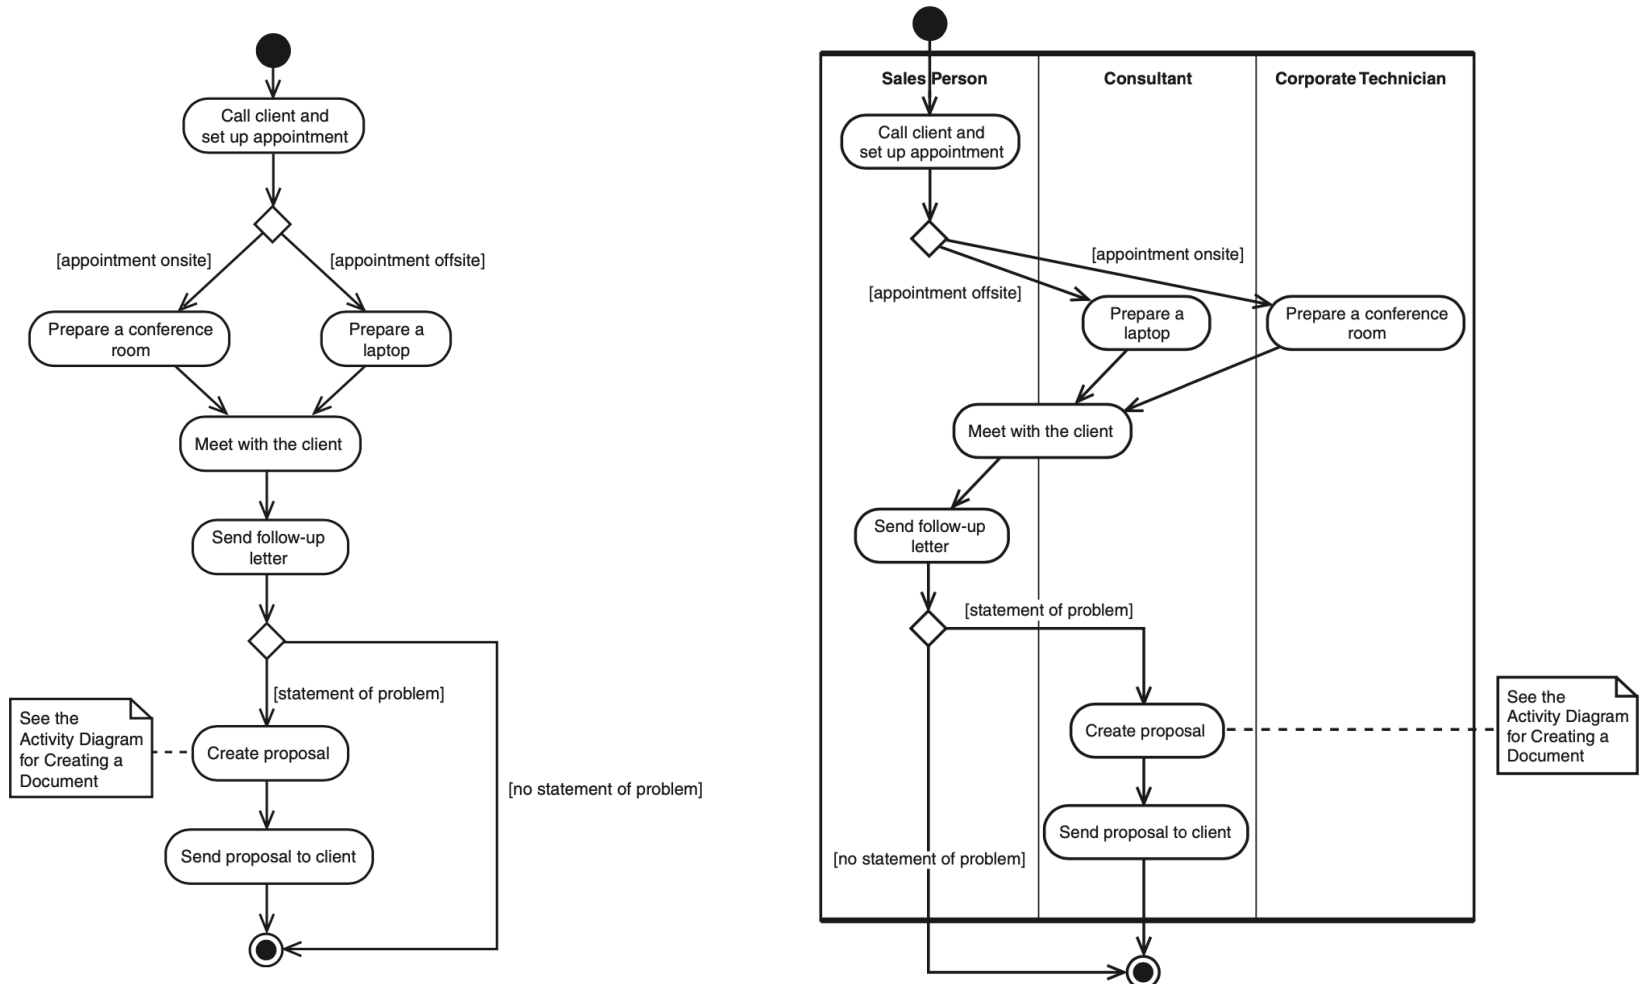 Call client and
set up appointment
[appointment onsite]
[appointment offsite]
Prepare a conference
room
Prepare a
laptop
Meet with the client
Send follow-up
letter
[statement of problem]
See the
Activity Diagram
for Creating a
Document
Create proposal
[no statement of problem]
Send proposal to client
Sales Person
Consultant
Corporate Technician
Call client and
set up appointment
[appointment onsite]
[appointment offsite]
Prepare a
laptop
Prepare a conference
room
Meet with the client
Send follow-up
letter
[statement of problem]
Create proposal
See the
Activity Diagram
for Creating a
Document
Send proposal to client
[no statement of problem]